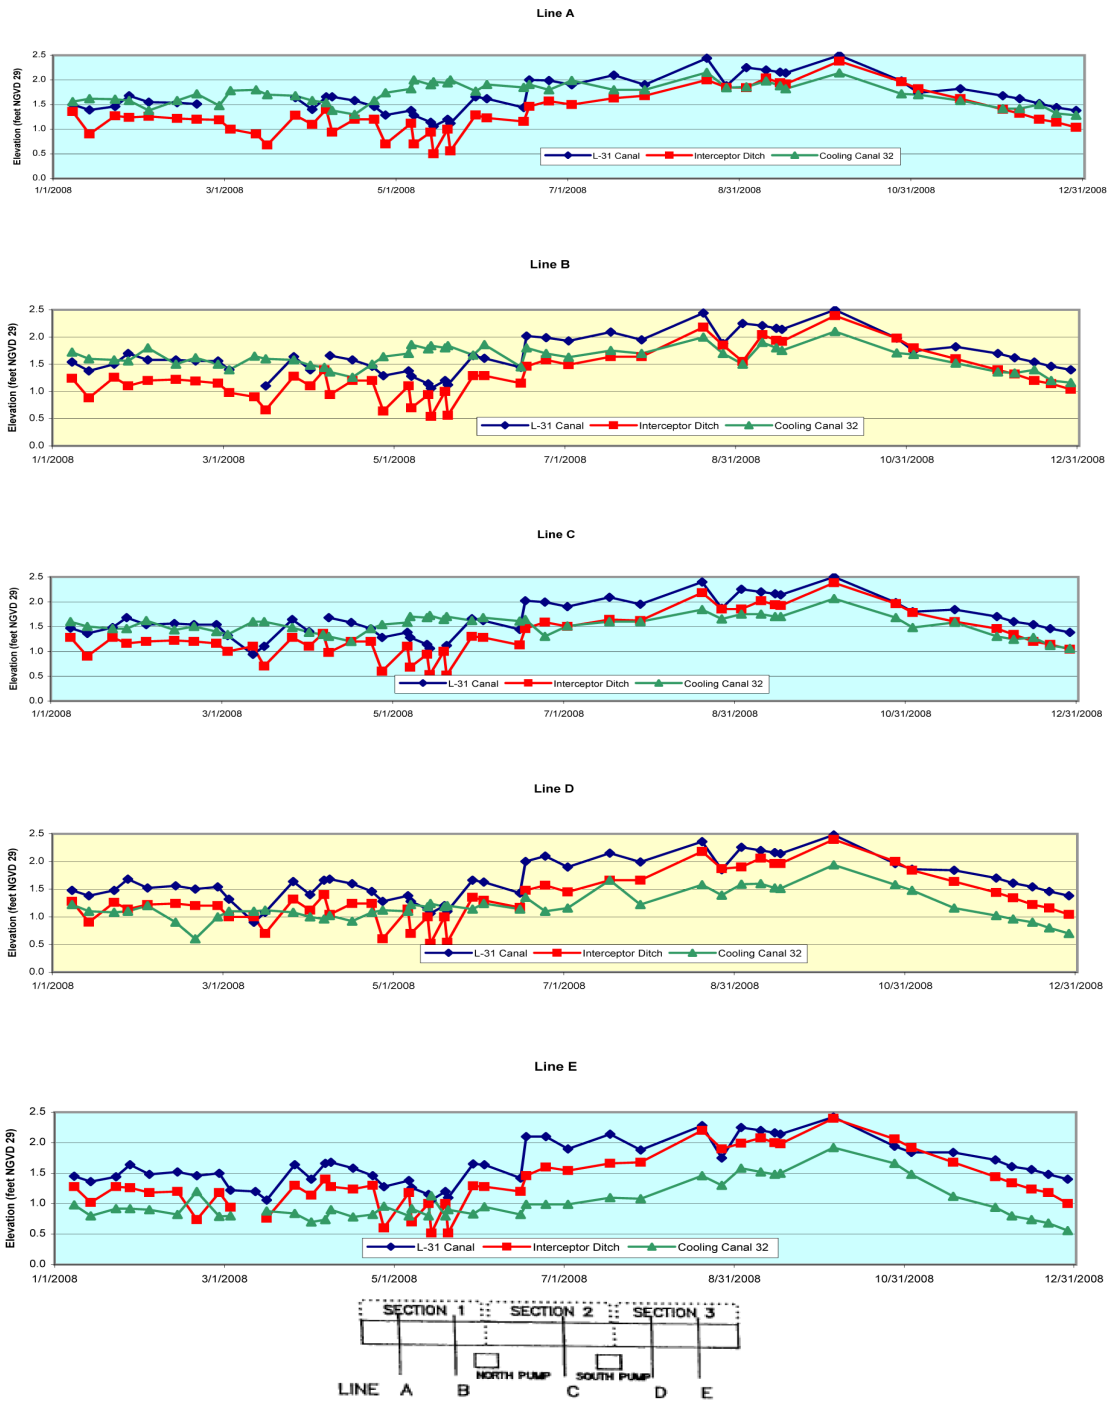 Line A
Elevation (feet NGVD 29)
2.5
2.0
1.5
1.0
0.5
0.0
L-31 Canal Interceptor Ditch Cooling Canal 32
1/1/2008 3/1/2008 5/1/2008 7/1/2008 8/31/2008 10/31/2008 12/31/2008
Line B
Elevation (feet NGVD 29)
2.5
2.0
1.5
1.0
0.5
0.0
L-31 Canal Interceptor Ditch Cooling Canal 32
1/1/2008 3/1/2008 5/1/2008 7/1/2008 8/31/2008 10/31/2008 12/31/2008
Line C
Elevation (feet NGVD 29)
2.5
2.0
1.5
1.0
0.5
0.0
L-31 Canal Interceptor Ditch Cooling Canal 32
1/1/2008 3/1/2008 5/1/2008 7/1/2008 8/31/2008 10/31/2008 12/31/2008
Line D
Elevation (feet NGVD 29)
2.5
2.0
1.5
1.0
0.5
0.0
L-31 Canal Interceptor Ditch Cooling Canal 32
1/1/2008 3/1/2008 5/1/2008 7/1/2008 8/31/2008 10/31/2008 12/31/2008
Line E
Elevation (feet NGVD 29)
2.5
2.0
1.5
1.0
0.5
0.0
L-31 Canal Interceptor Ditch Cooling Canal 32
1/1/2008 3/1/2008 5/1/2008 7/1/2008 8/31/2008 10/31/2008 12/31/2008
SECTION 1 SECTION 2 SECTION 3
NORTH PUMP SOUTH PUMP
LINE A B C D E